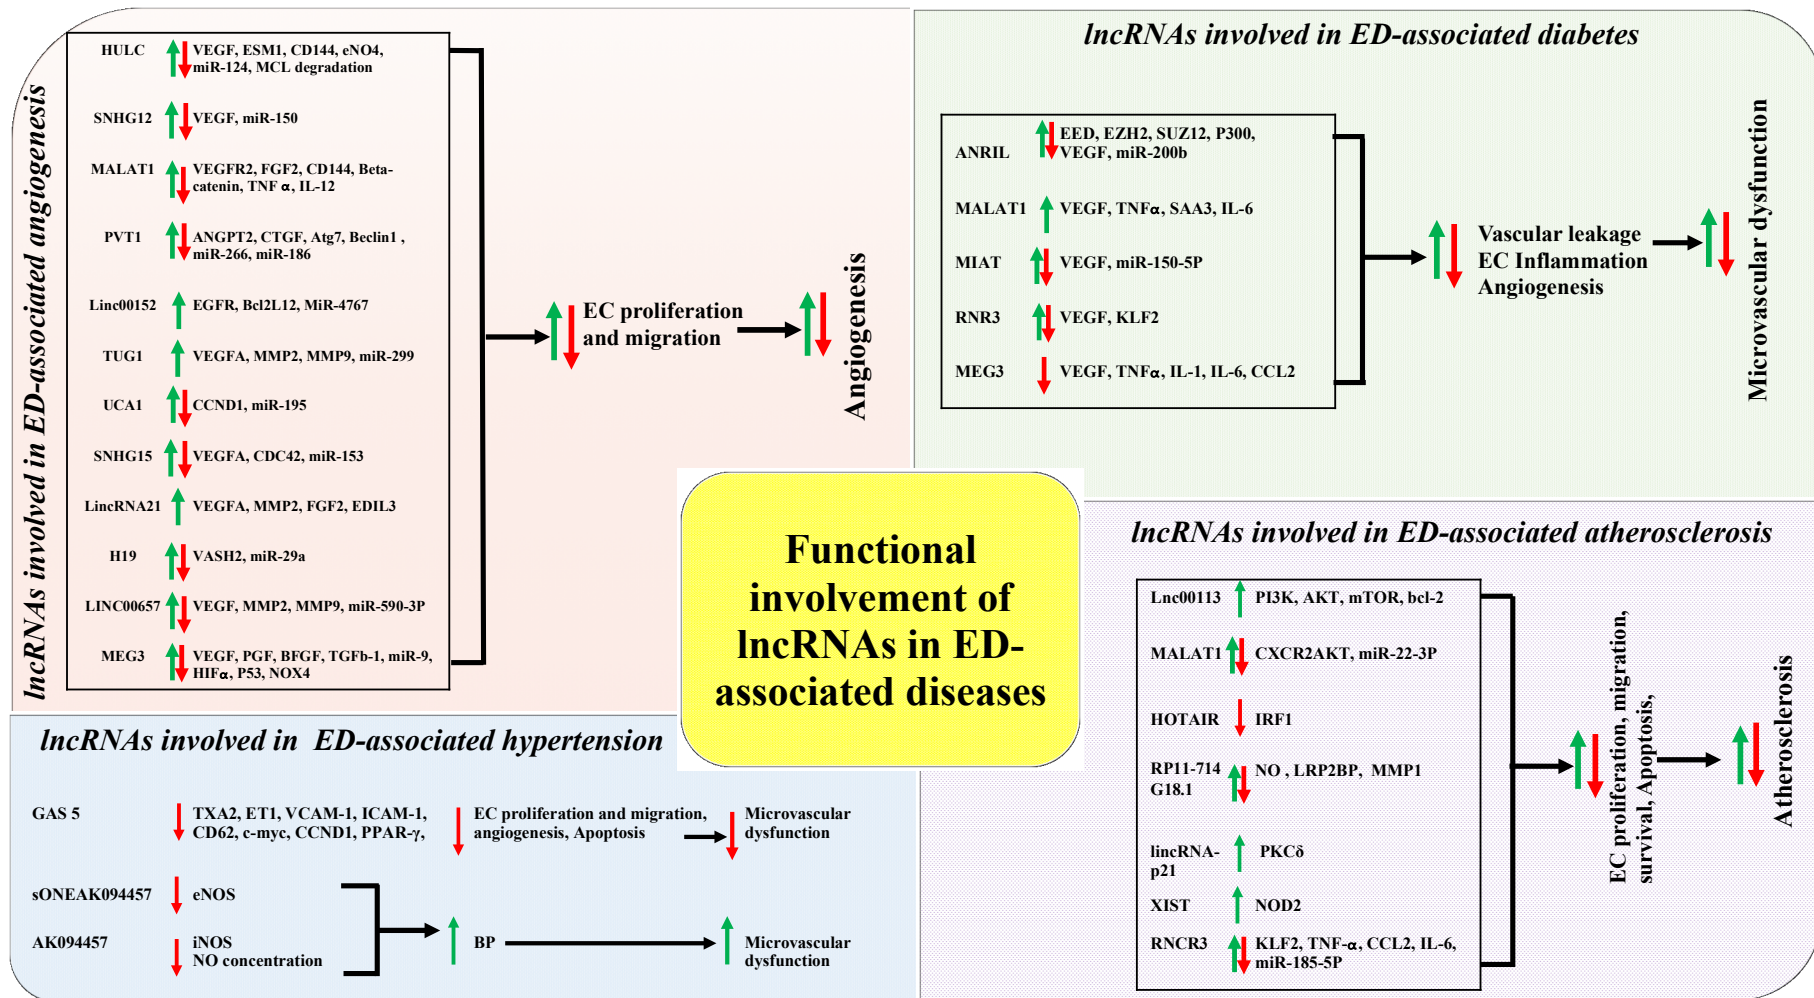 lncRNAs involved in ED-associated angiogenesis
HULC
VEGF, ESM1, CD144, eNO4,
miR-124, MCL degradation
SNHG12
VEGF, miR-150
MALAT1
VEGFR2, FGF2, CD144, Beta-
catenin, TNF α, IL-12
PVT1
ANGPT2, CTGF, Atg7, Beclin1 ,
miR-266, miR-186
Linc00152
EGFR, Bcl2L12, MiR-4767
TUG1
VEGFA, MMP2, MMP9, miR-299
UCA1
CCND1, miR-195
SNHG15
VEGFA, CDC42, miR-153
LincRNA21
VEGFA, MMP2, FGF2, EDIL3
H19
VASH2, miR-29a
LINC00657
VEGF, MMP2, MMP9, miR-590-3P
MEG3
VEGF, PGF, BFGF, TGFb-1, miR-9,
HIFα, P53, NOX4
EC proliferation
and migration
Angiogenesis
lncRNAs involved in ED-associated diabetes
ANRIL
EED, EZH2, SUZ12, P300,
VEGF, miR-200b
MALAT1
VEGF, TNFα, SAA3, IL-6
MIAT
VEGF, miR-150-5P
RNR3
VEGF, KLF2
MEG3
VEGF, TNFα, IL-1, IL-6, CCL2
Vascular leakage
EC Inflammation
Angiogenesis
Microvascular dysfunction
Functional
involvement of
lncRNAs in ED-
associated diseases
lncRNAs involved in  ED-associated hypertension
GAS 5
TXA2, ET1, VCAM-1, ICAM-1,
CD62, c-myc, CCND1, PPAR-γ,
EC proliferation and migration,
angiogenesis, Apoptosis
Microvascular
dysfunction
sONEAK094457
eNOS
AK094457
iNOS
NO concentration
BP
Microvascular
dysfunction
lncRNAs involved in ED-associated atherosclerosis
Lnc00113
PI3K, AKT, mTOR, bcl-2
MALAT1
CXCR2AKT, miR-22-3P
HOTAIR
IRF1
RP11-714
G18.1
NO , LRP2BP,  MMP1
lincRNA-
p21
PKCδ
XIST
NOD2
RNCR3
KLF2, TNF-α, CCL2, IL-6,
miR-185-5P
EC proliferation, migration,
survival, Apoptosis,
Atherosclerosis